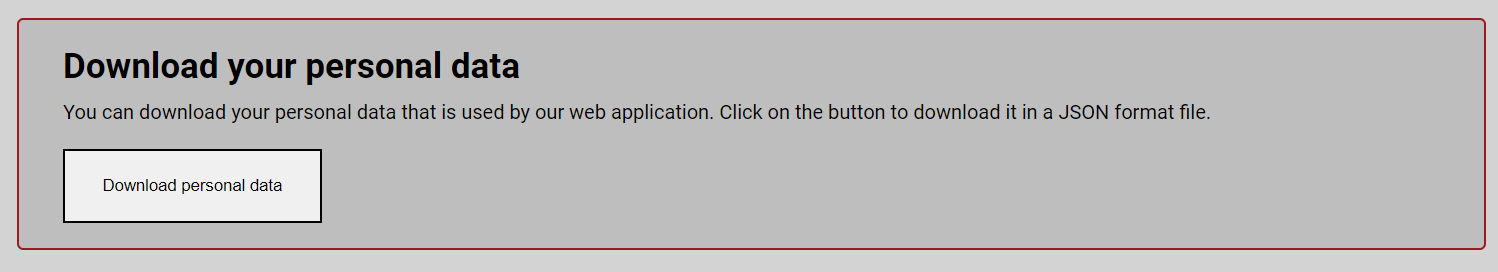 Download your personal data
You can download your personal data that is used by our web application. Click on the button to download it in a JSON format file.
Download personal data